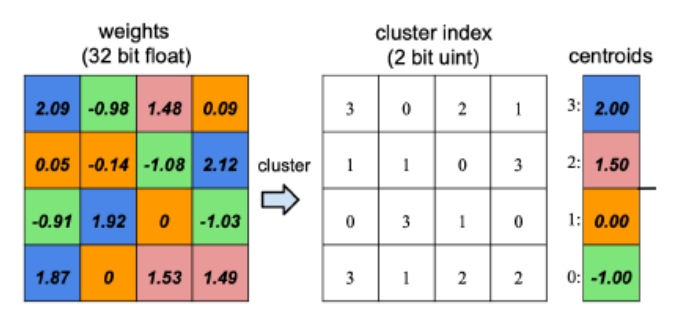 weights
(32 bit float)
cluster index
(2 bit uint)
centroids
2.09 -0.98 1.48 0.09
3 0 2 1
3: 2.00
0.05 -0.14 -1.08 2.12
cluster
1 1 0 3
2: 1.50
-0.91 1.92 0 -1.03
0 3 1 0
1: 0.00
1.87 0 1.53 1.49
3 1 2 2
0: -1.00